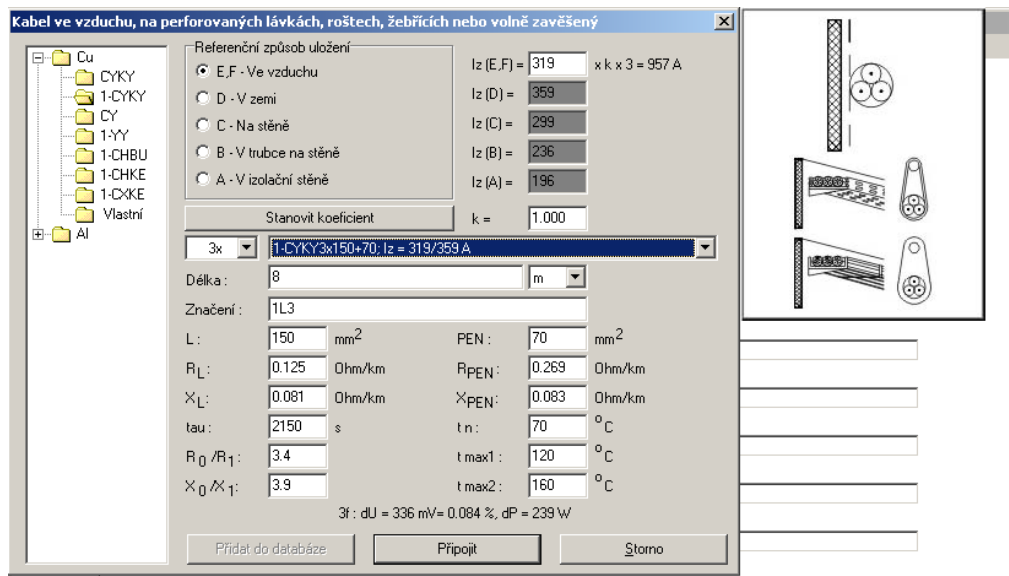 Kabel ve vzduchu, na perforovaných lávkách, roštech, žebřících nebo volně zavěšený
Cu
CYKY
1-CYKY
CY
1-YY
1-CHBU
1-CHKE
1-CXKE
Vlastní
Al
Referenční způsob uložení
E,F - Ve vzduchu
D - V zemi
C - Na stěně
B - V trubce na stěně
A - V izolační stěně
Iz (E,F) = 319 x k x 3 = 957 A
Iz (D) = 359
Iz (C) = 299
Iz (B) = 236
Iz (A) = 196
Stanovit koeficient k = 1.000
3x 1-CYKY3x150+70; Iz = 319/359 A
Délka : 8 m
Značení : 1L3
L : 150 mm2 PEN : 70 mm2
RL: 0.125 Ohm/km RPEN: 0.269 Ohm/km
XL: 0.081 Ohm/km XPEN: 0.083 Ohm/km
tau : 2150 s t n : 70 °C
R0 /R1: 3.4 t max1 : 120 °C
X0 /X1: 3.9 t max2 : 160 °C
3f : dU = 336 mV= 0.084 %, dP = 239 W
Přidat do databáze Připojit Storno